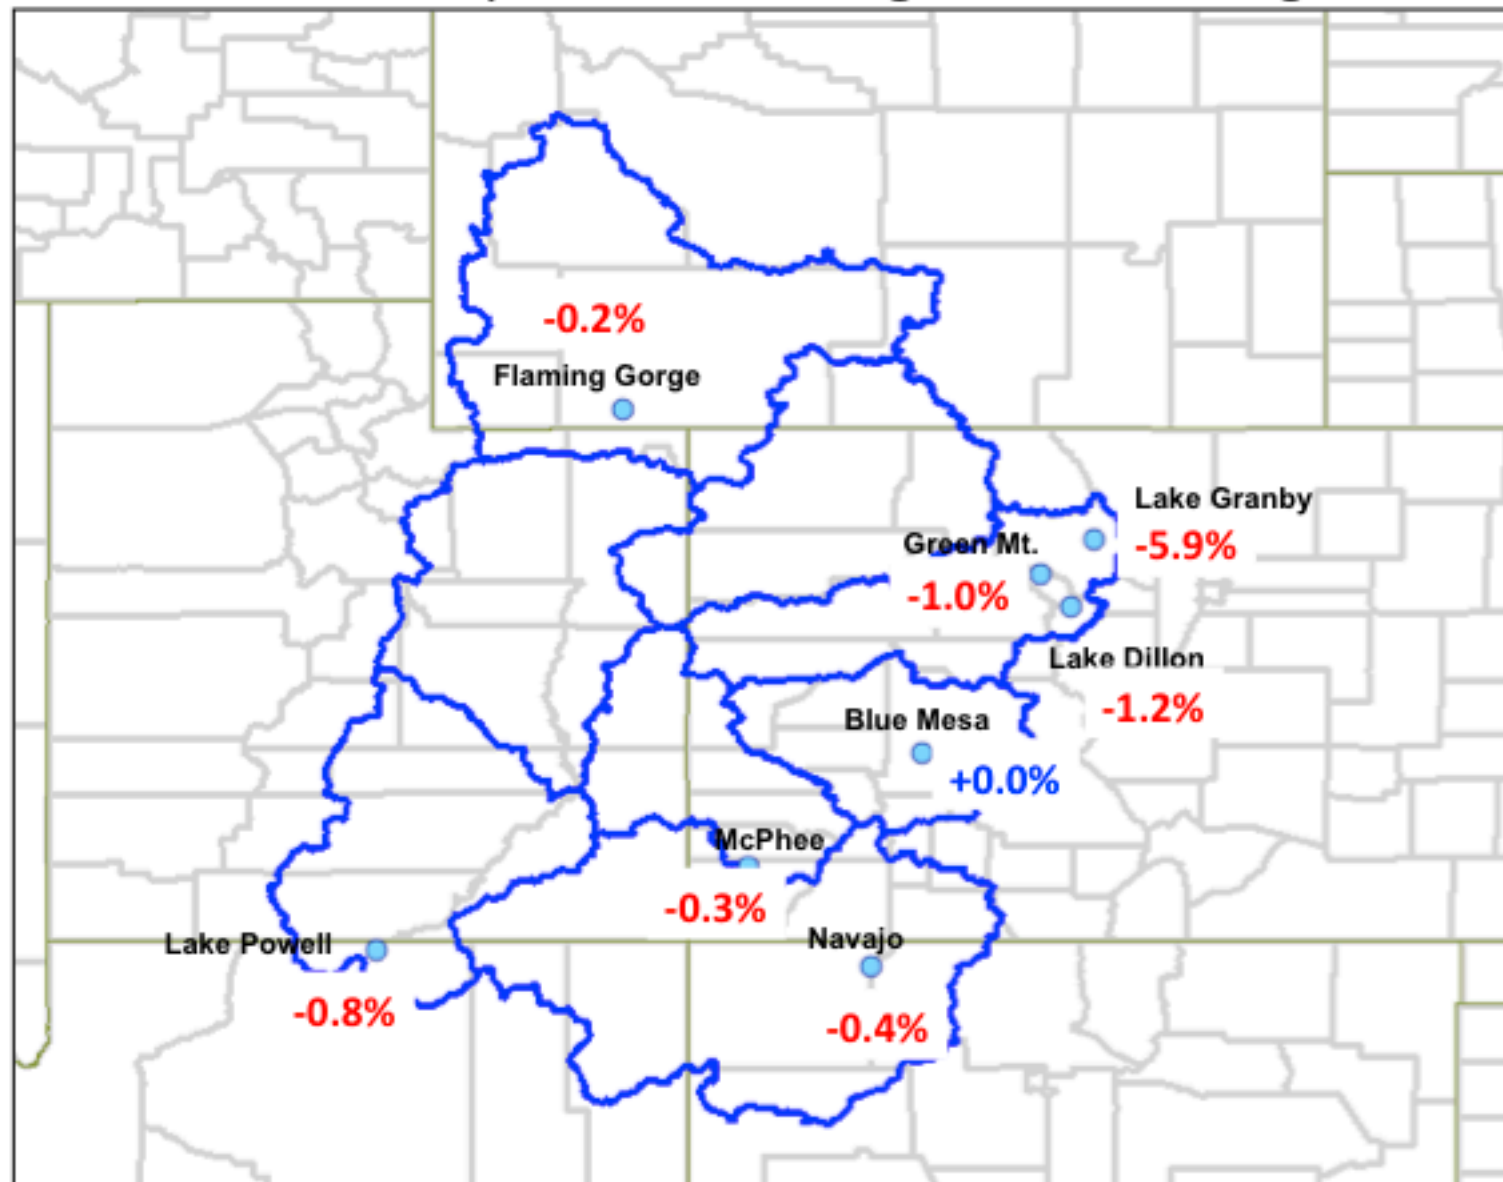 -0.2%
Flaming Gorge
Lake Granby
-5.9%
Green Mt.
-1.0%
Lake Dillon
-1.2%
Blue Mesa
+0.0%
McPhee
-0.3%
Navajo
-0.4%
Lake Powell
-0.8%